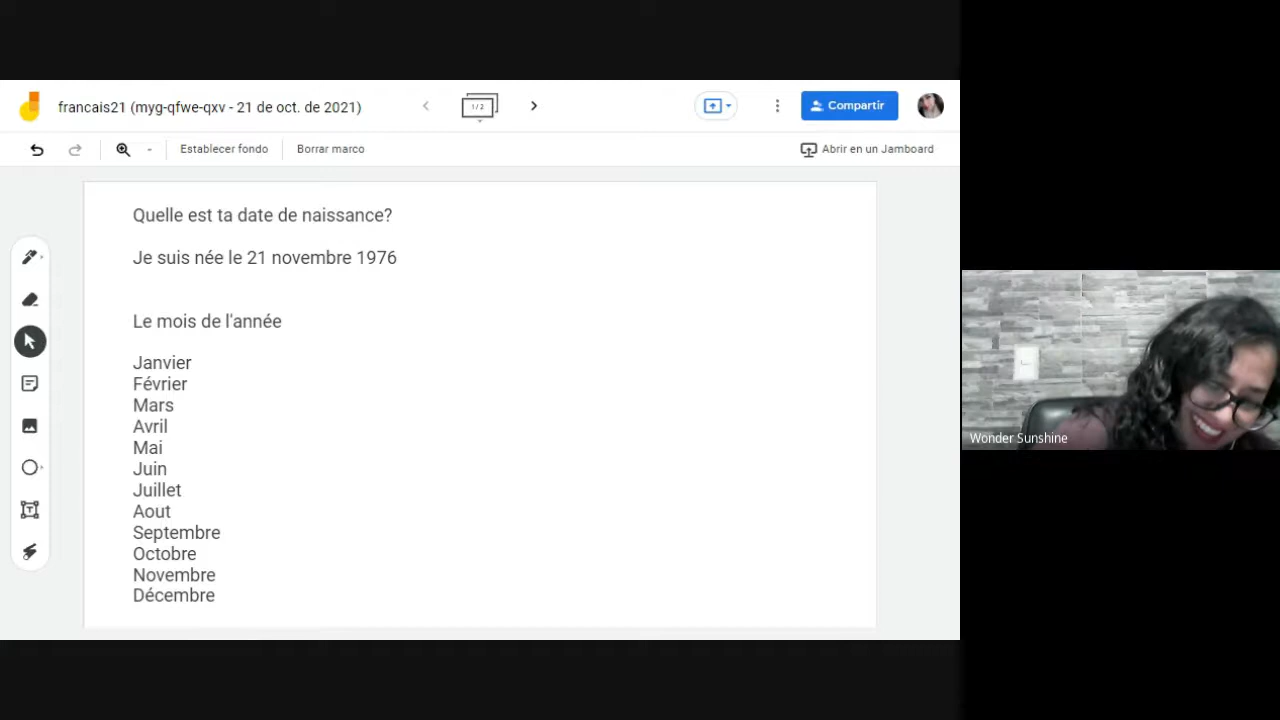 francais21 (myg-qfwe-qxv - 21 de oct. de 2021)
1/2
Compartir
Establecer fondo
Borrar marco
Abrir en un Jamboard
Quelle est ta date de naissance?
Je suis née le 21 novembre 1976
Le mois de l'année
Janvier
Février
Mars
Avril
Mai
Juin
Juillet
Aout
Septembre
Octobre
Novembre
Décembre
Wonder Sunshine